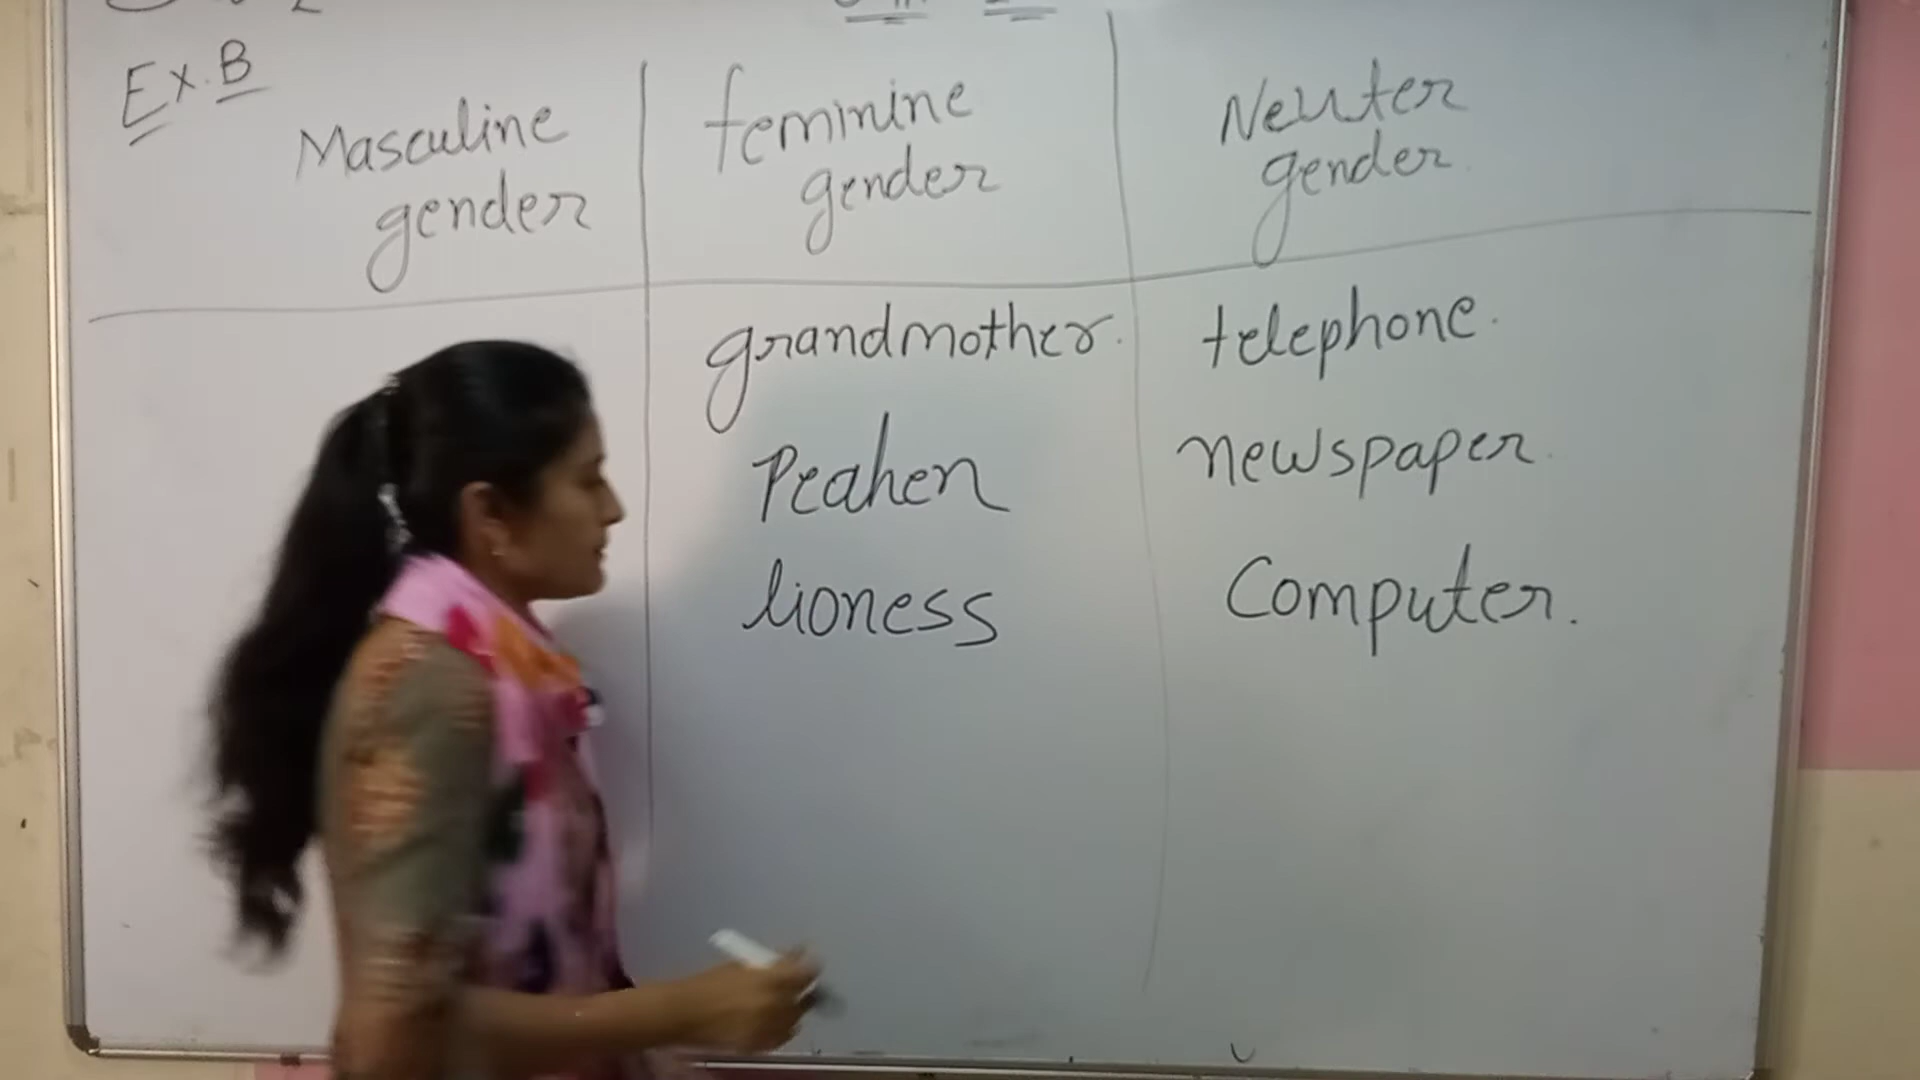 Ex. B
Masculine gender
feminine gender
Neuter gender
grandmother. telephone.
Peahen newspaper.
lioness Computer.